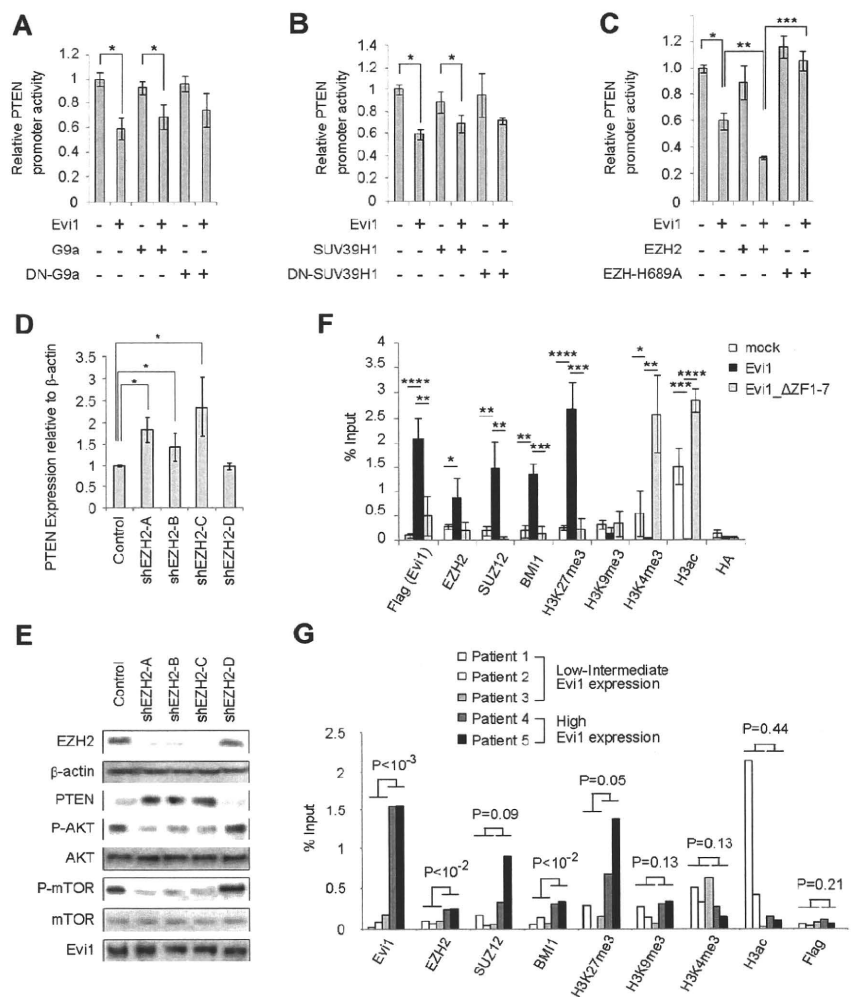 A
B
C
* *
* *
* ** ***
Relative PTEN promoter activity
1.2
1
0.8
0.6
0.4
0.2
0
Relative PTEN promoter activity
1.4
1.2
1
0.8
0.6
0.4
0.2
0
Relative PTEN promoter activity
1.4
1.2
1
0.8
0.6
0.4
0.2
0
Evi1 - + - + - +
G9a - - + + - -
DN-G9a - - - - + +
Evi1 - + - + - +
SUV39H1 - - + + - -
DN-SUV39H1 - - - - + +
Evi1 - + - + - +
EZH2 - - + + - -
EZH-H689A - - - - + +
D
PTEN Expression relative to β-actin
3.5
3
2.5
2
1.5
1
0.5
0
* * *
Control
shEZH2-A
shEZH2-B
shEZH2-C
shEZH2-D
F
mock
Evi1
Evi1_ΔZF1-7
% Input
4
3.5
3
2.5
2
1.5
1
0.5
0
**** ** * ** ** ** *** **** *** * ** *** ****
Flag (Evi1)
EZH2
SUZ12
BMI1
H3K27me3
H3K9me3
H3K4me3
H3ac
HA
E
Control
shEZH2-A
shEZH2-B
shEZH2-C
shEZH2-D
EZH2
β-actin
PTEN
P-AKT
AKT
P-mTOR
mTOR
Evi1
G
Patient 1
Patient 2
Patient 3
Low-Intermediate
Evi1 expression
Patient 4
Patient 5
High
Evi1 expression
% Input
2.5
2
1.5
1
0.5
0
P<10-3
P<10-2
P=0.09
P<10-2
P=0.05
P=0.13
P=0.13
P=0.44
P=0.21
Evi1
EZH2
SUZ12
BMI1
H3K27me3
H3K9me3
H3K4me3
H3ac
Flag